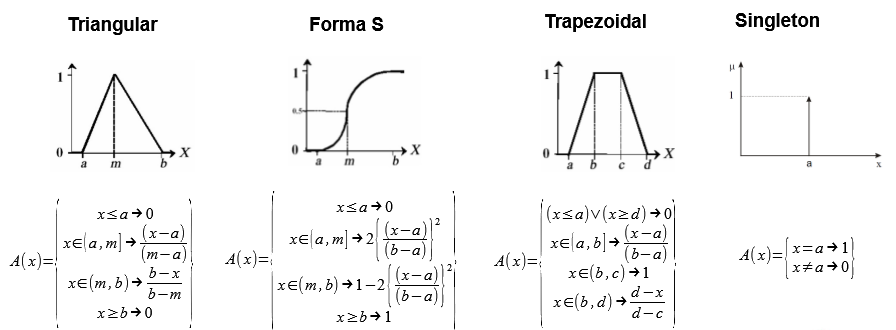 Triangular
Forma S
Trapezoidal
Singleton
1
0
a
m
b
X
1
0.5
0
a
m
b
X
1
0
a
b
c
d
X
μ
1
a
x
A(x)=
x≤a→0
x∈[a,m]→(x−a)/(m−a)
x∈(m,b)→b−x/b−m
x≥b→0
A(x)=
x≤a→0
x∈[a,m]→2{(x−a)/(b−a)}²
x∈(m,b)→1−2{(x−a)/(b−a)}²
x≥b→1
A(x)=
(x≤a)∨(x≥d)→0
x∈[a,b]→(x−a)/(b−a)
x∈(b,c)→1
x∈(b,d)→d−x/d−c
A(x)={
x=a→1
x≠a→0}